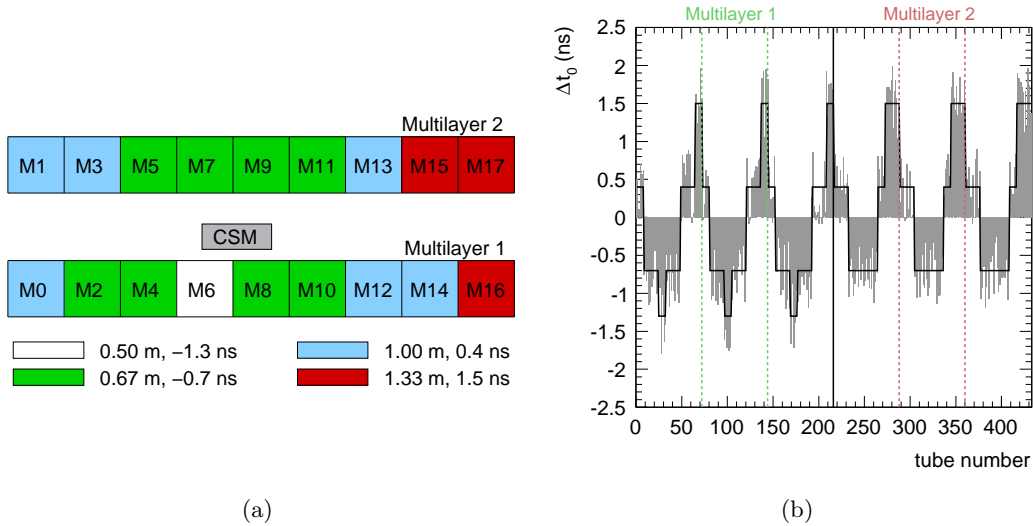 Multilayer 2
M1 M3 M5 M7 M9 M11 M13 M15 M17
CSM
Multilayer 1
M0 M2 M4 M6 M8 M10 M12 M14 M16
0.50 m, −1.3 ns 1.00 m, 0.4 ns
0.67 m, −0.7 ns 1.33 m, 1.5 ns
(a)
Multilayer 1 Multilayer 2
Δt₀ (ns)
2.5
2
1.5
1
0.5
0
-0.5
-1
-1.5
-2
-2.5
0 50 100 150 200 250 300 350 400
tube number
(b)